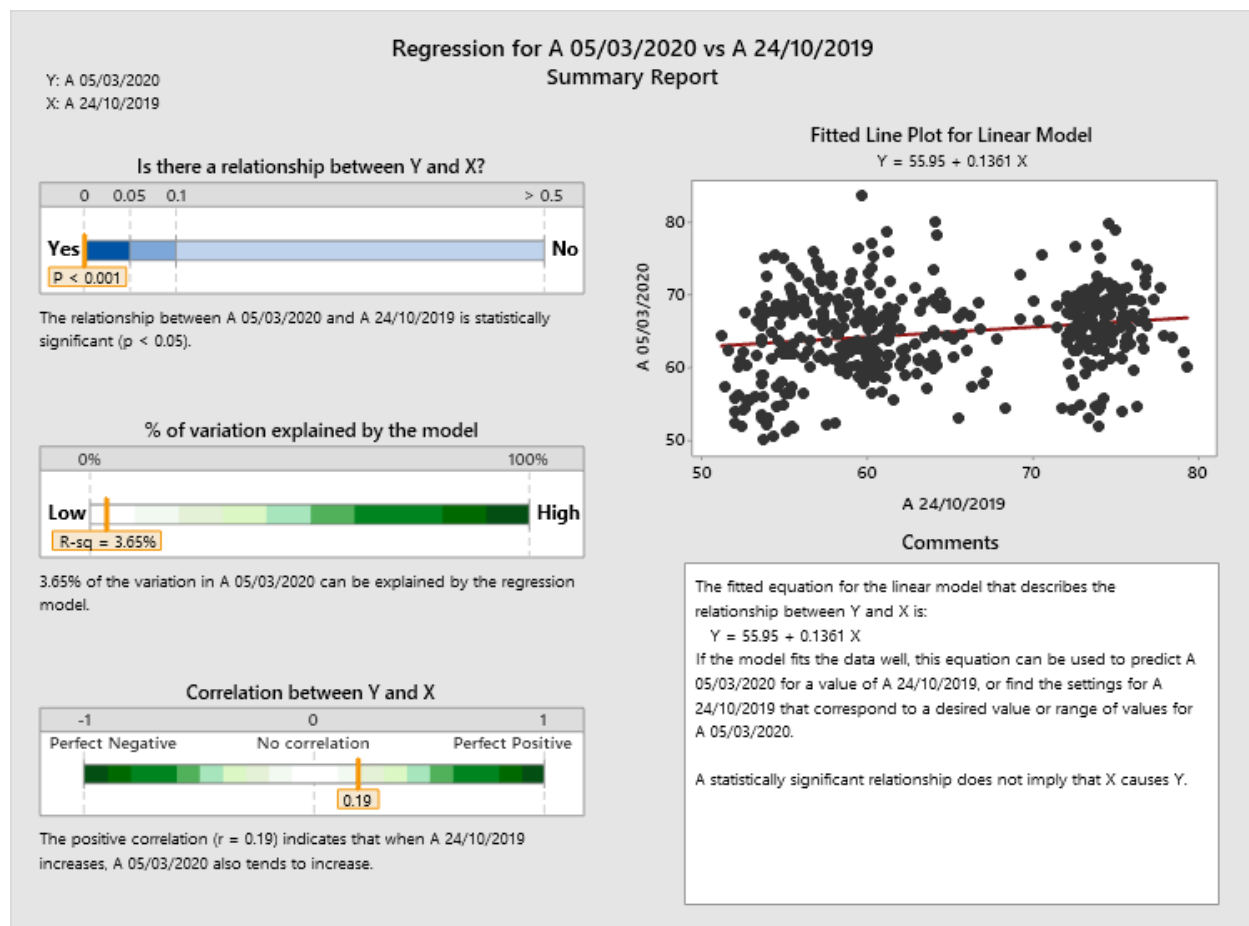 Regression for A 05/03/2020 vs A 24/10/2019
Summary Report
Y: A 05/03/2020
X: A 24/10/2019
Is there a relationship between Y and X?
0 0.05 0.1 > 0.5
Yes No
P < 0.001
The relationship between A 05/03/2020 and A 24/10/2019 is statistically
significant (p < 0.05).
% of variation explained by the model
0% 100%
Low High
R-sq = 3.65%
3.65% of the variation in A 05/03/2020 can be explained by the regression
model.
Correlation between Y and X
-1 0 1
Perfect Negative No correlation Perfect Positive
0.19
The positive correlation (r = 0.19) indicates that when A 24/10/2019
increases, A 05/03/2020 also tends to increase.
Fitted Line Plot for Linear Model
Y = 55.95 + 0.1361 X
80
70
60
50
A 05/03/2020
50 60 70 80
A 24/10/2019
Comments
The fitted equation for the linear model that describes the
relationship between Y and X is:
Y = 55.95 + 0.1361 X
If the model fits the data well, this equation can be used to predict A
05/03/2020 for a value of A 24/10/2019, or find the settings for A
24/10/2019 that correspond to a desired value or range of values for
A 05/03/2020.
A statistically significant relationship does not imply that X causes Y.